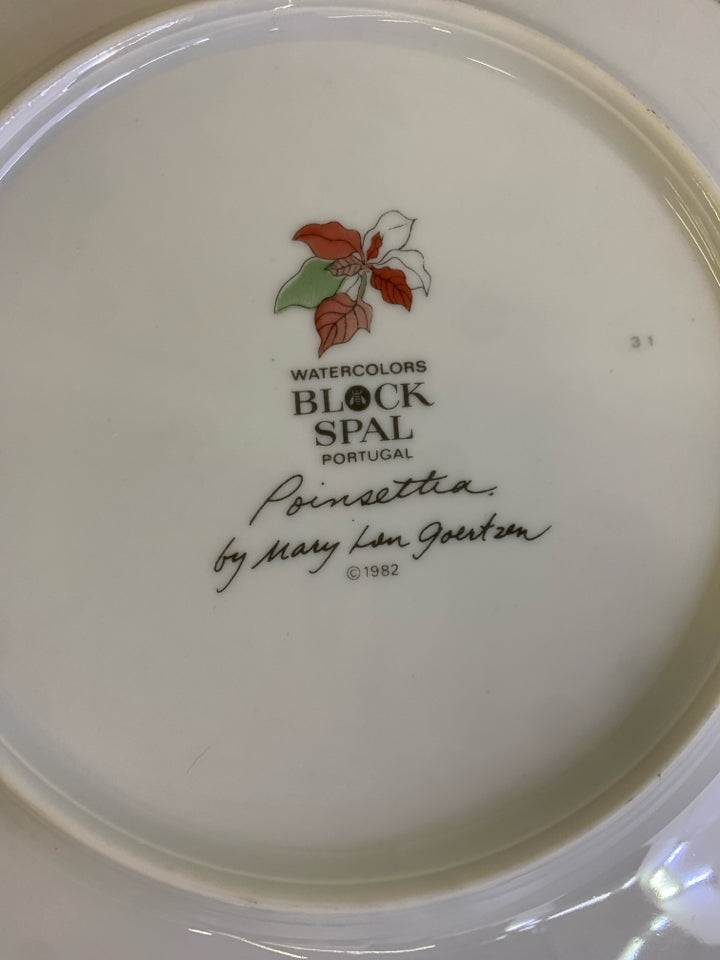 WATERCOLORS
BLOCK
SPAL
PORTUGAL
Poinsettia
by Mary Lou Goertzen
©1982
31